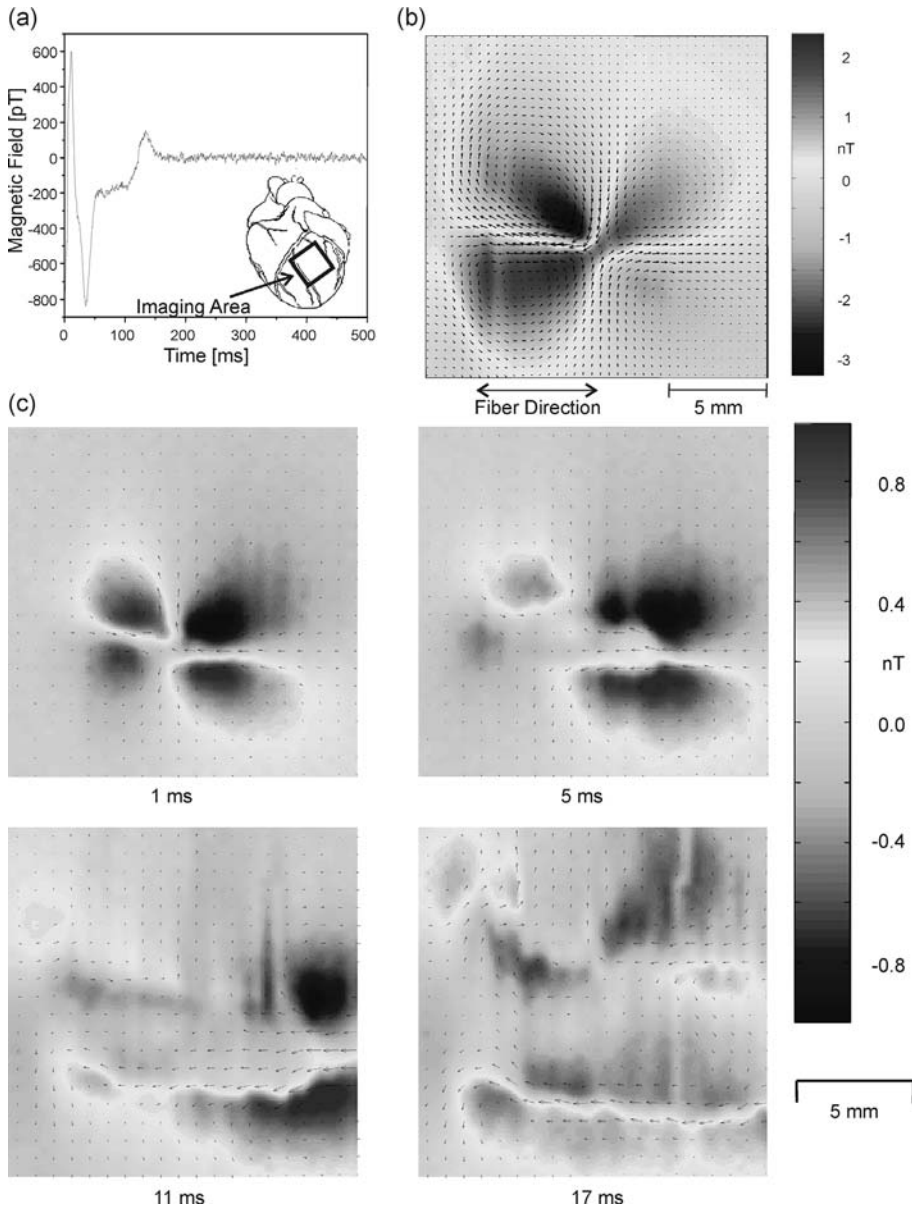 (a)
600
400
200
0
-200
-400
-600
-800
Magnetic Field [pT]
Imaging Area
0 100 200 300 400 500
Time [ms]
(b)
2
1
nT
0
-1
-2
-3
Fiber Direction
5 mm
(c)
1 ms
5 ms
0.8
0.4
nT
0.0
-0.4
-0.8
11 ms
17 ms
5 mm